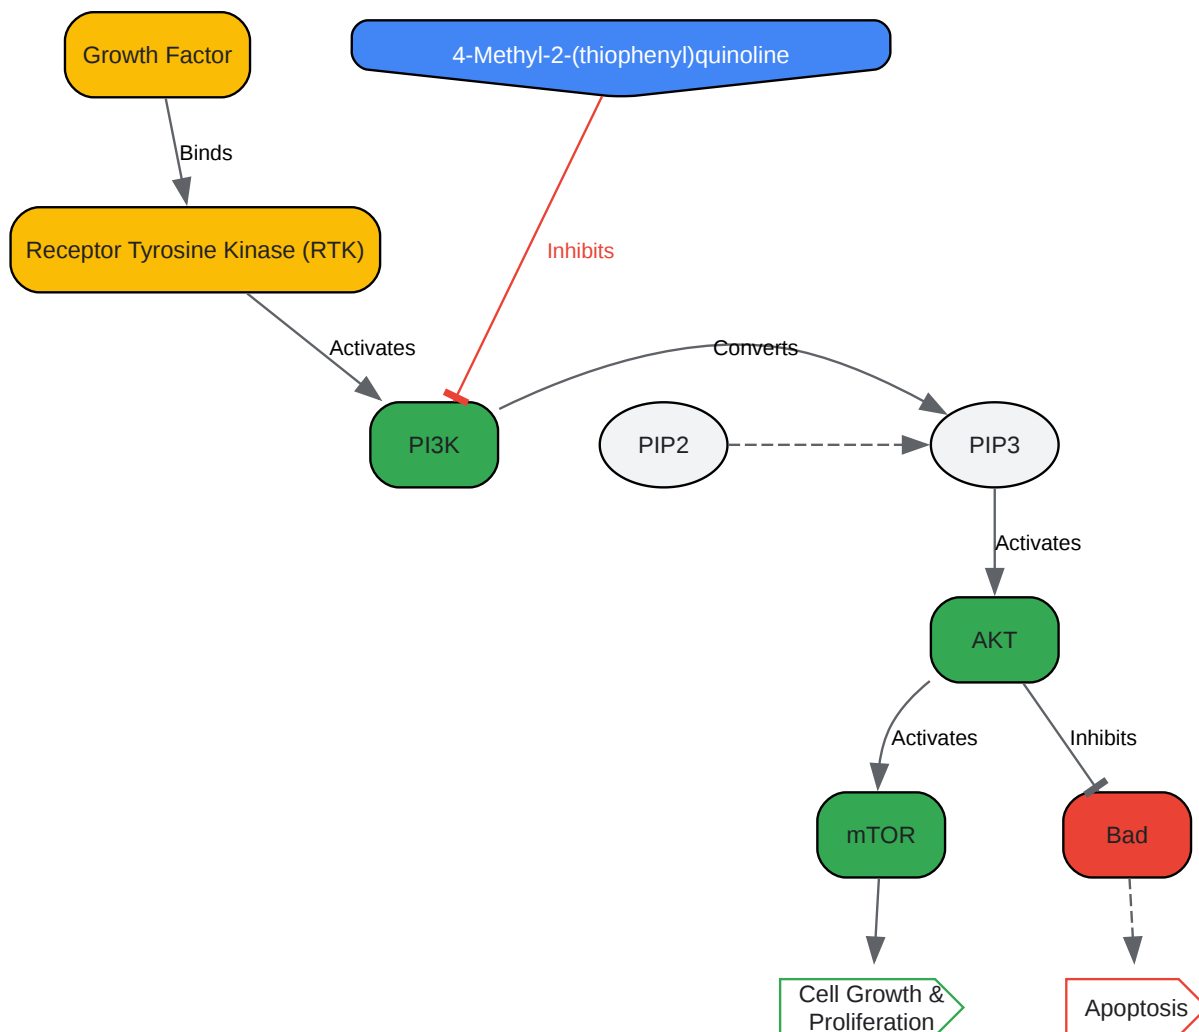 Growth Factor
4-Methyl-2-(thiophenyl)quinoline
Binds
Receptor Tyrosine Kinase (RTK)
Inhibits
Activates
Converts
PI3K
PIP2
PIP3
Activates
AKT
Activates
Inhibits
mTOR
Bad
Cell Growth &
Proliferation
Apoptosis